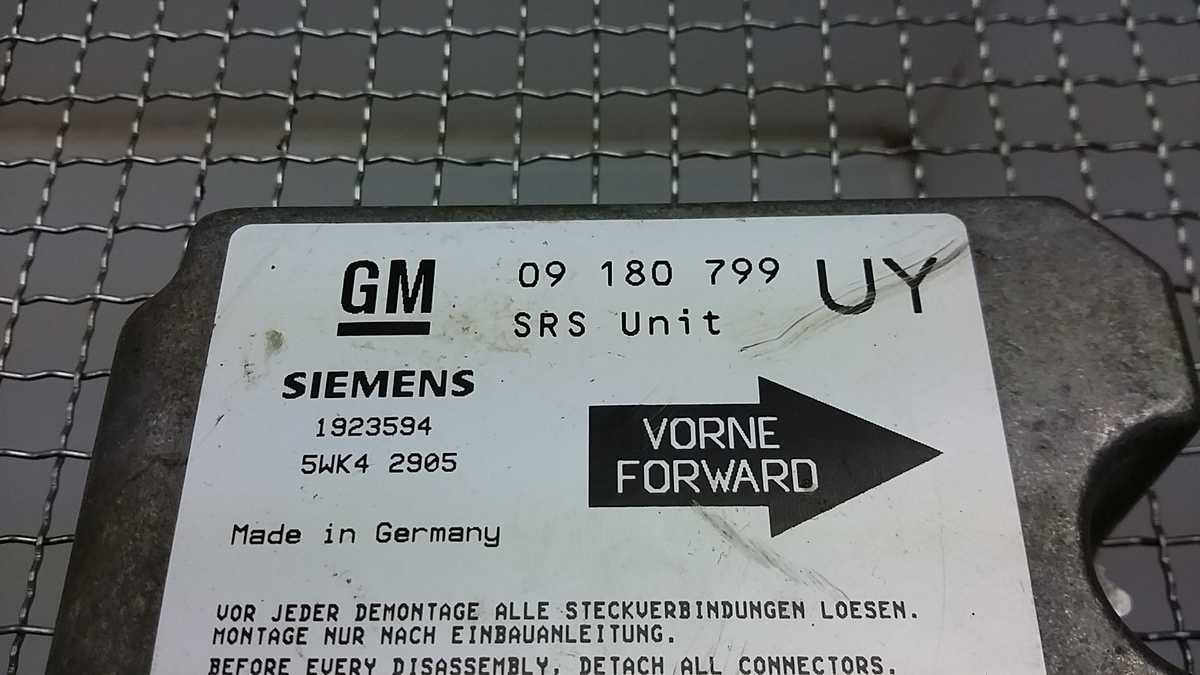 GM 09 180 799 UY
SRS Unit
SIEMENS
1923594
5WK4 2905
VORNE
FORWARD
Made in Germany
VOR JEDER DEMONTAGE ALLE STECKVERBINDUNGEN LOESEN.
MONTAGE NUR NACH EINBAUANLEITUNG.
BEFORE EVERY DISASSEMBLY, DETACH ALL CONNECTORS.